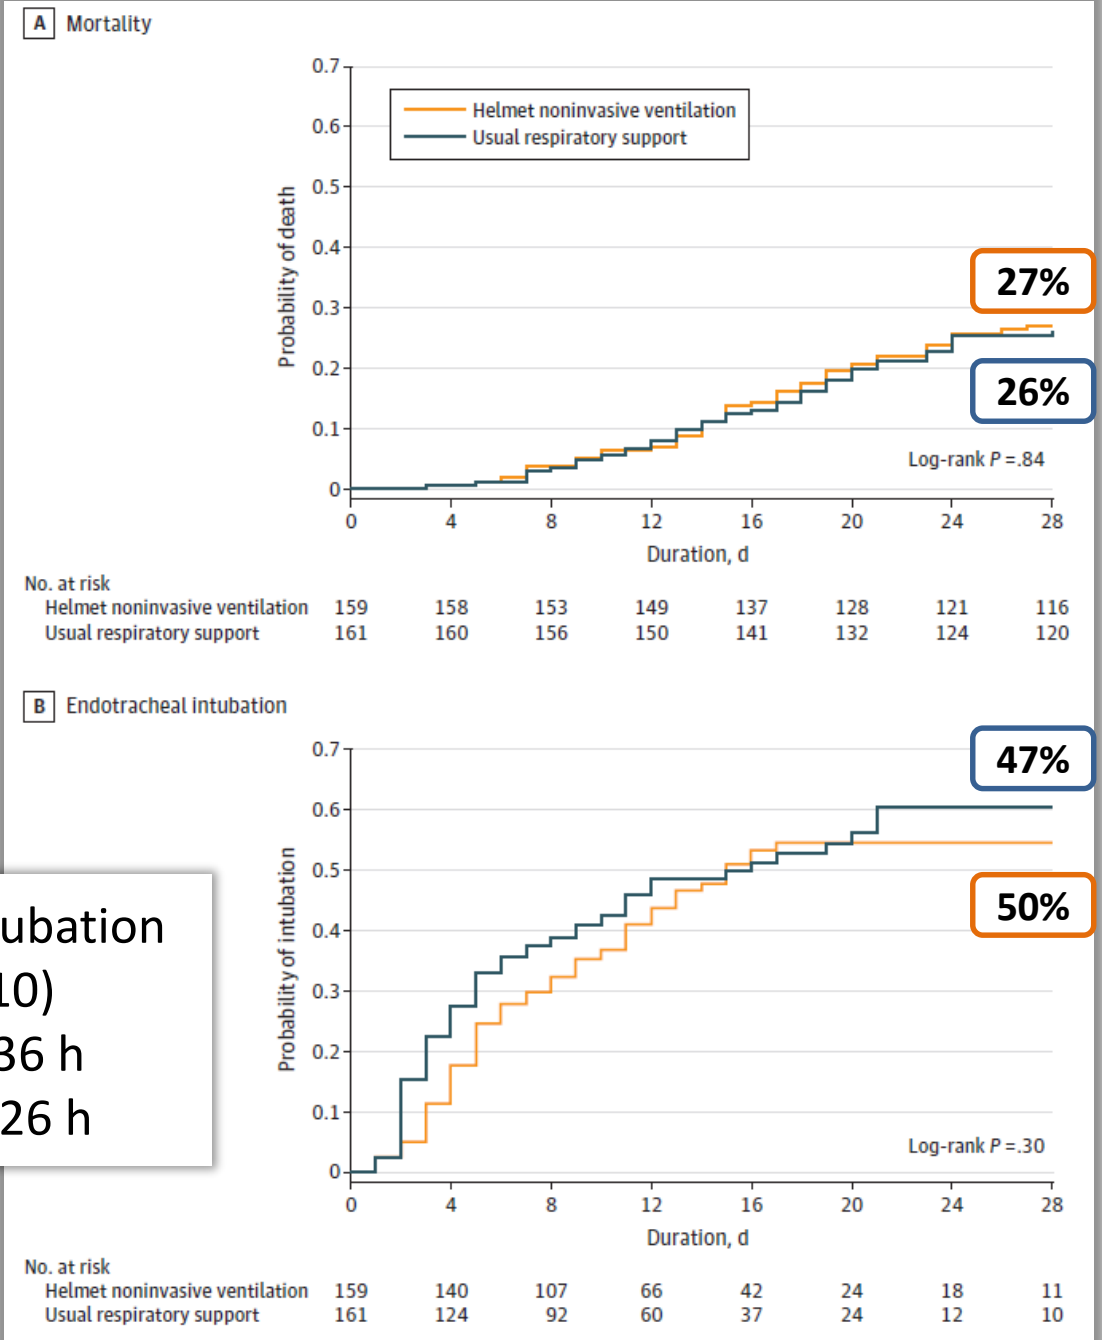 A Mortality
0.7
0.6
0.5
0.4
0.3
0.2
0.1
0
Probability of death
Helmet noninvasive ventilation
Usual respiratory support
27%
26%
Log-rank P =.84
0 4 8 12 16 20 24 28
Duration, d
No. at risk
Helmet noninvasive ventilation 159 158 153 149 137 128 121 116
Usual respiratory support 161 160 156 150 141 132 124 120
B Endotracheal intubation
0.7
0.6
0.5
0.4
0.3
0.2
0.1
0
Probability of intubation
47%
50%
ubation
10)
36 h
26 h
Log-rank P =.30
0 4 8 12 16 20 24 28
Duration, d
No. at risk
Helmet noninvasive ventilation 159 140 107 66 42 24 18 11
Usual respiratory support 161 124 92 60 37 24 12 10